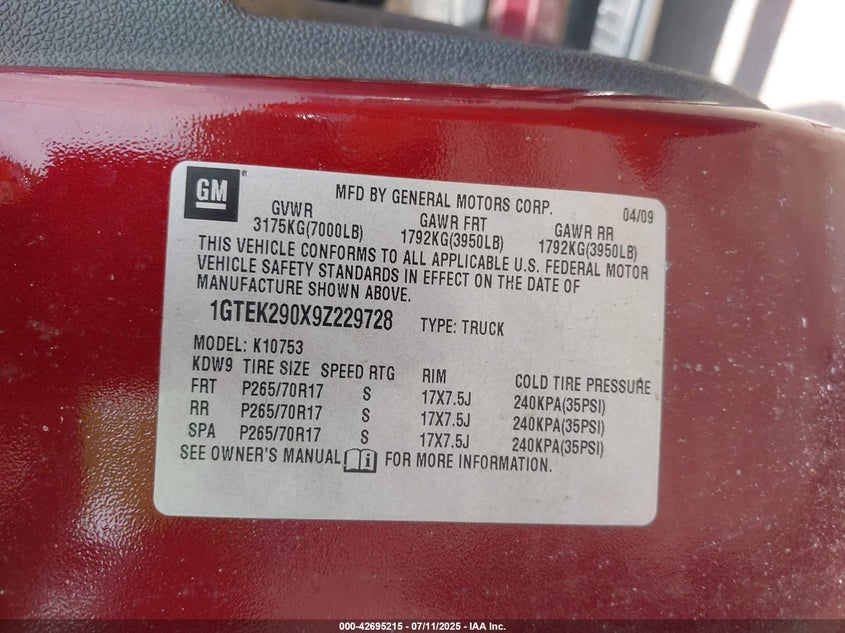 GM
MFD BY GENERAL MOTORS CORP. 04/09
GVWR GAWR FRT GAWR RR
3175KG(7000LB) 1792KG(3950LB) 1792KG(3950LB)
THIS VEHICLE CONFORMS TO ALL APPLICABLE U.S. FEDERAL MOTOR
VEHICLE SAFETY STANDARDS IN EFFECT ON THE DATE OF
MANUFACTURE SHOWN ABOVE.
1GTEK290X9Z229728 TYPE: TRUCK
MODEL: K10753
KDW9 TIRE SIZE SPEED RTG RIM COLD TIRE PRESSURE
FRT P265/70R17 S 17X7.5J 240KPA(35PSI)
RR P265/70R17 S 17X7.5J 240KPA(35PSI)
SPA P265/70R17 S 17X7.5J 240KPA(35PSI)
SEE OWNER'S MANUAL i FOR MORE INFORMATION.
000-42695215 - 07/11/2025 - IAA Inc.